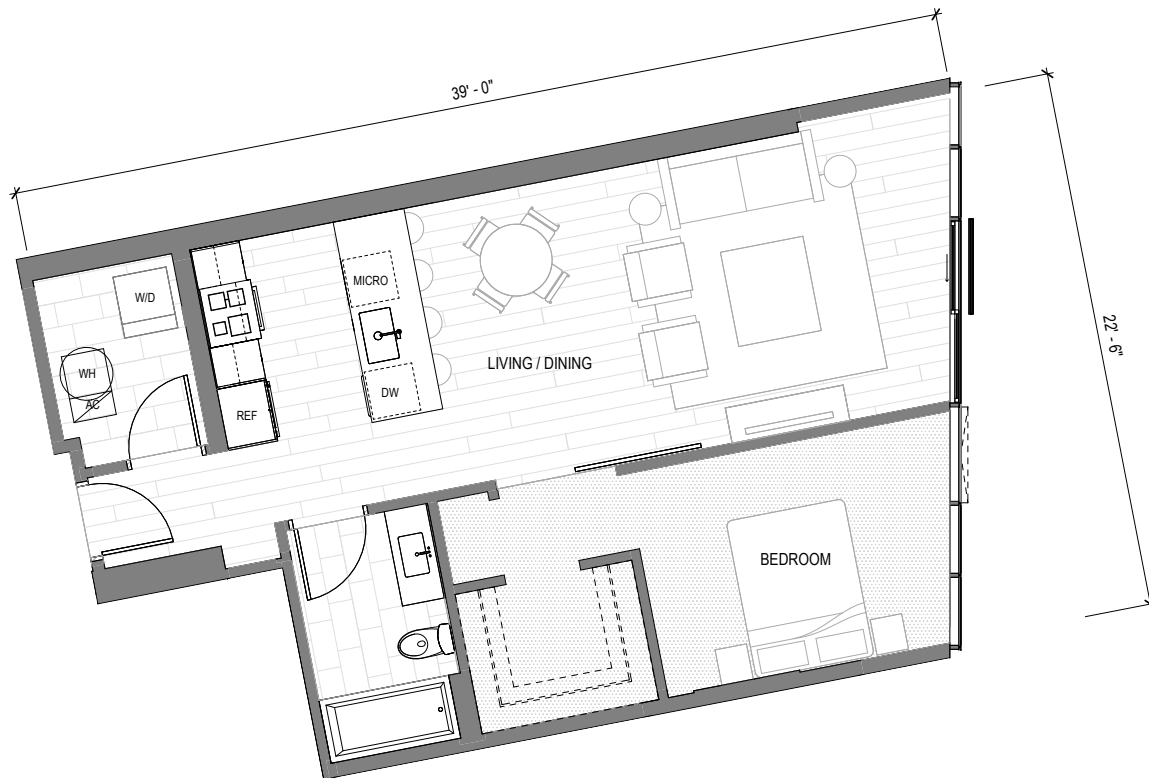 39' - 0"
W/D
MICRO
WH
AC
22' - 6"
LIVING / DINING
DW
REF
BEDROOM